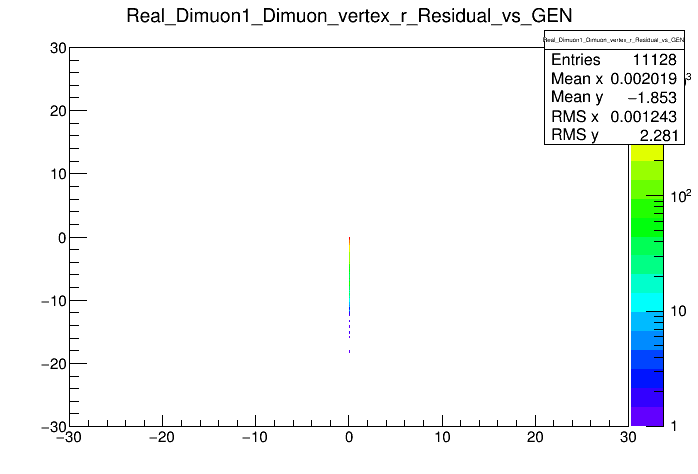 Real_Dimuon1_Dimuon_vertex_r_Residual_vs_GEN
Real_Dimuon1_Dimuon_vertex_r_Residual_vs_GEN
Entries 11128
Mean x 0.002019
Mean y −1.853
RMS x 0.001243
RMS y 2.281
30
20
10
0
−10
−20
−30
−30 −20 −10 0 10 20 30
3
10²
10
1